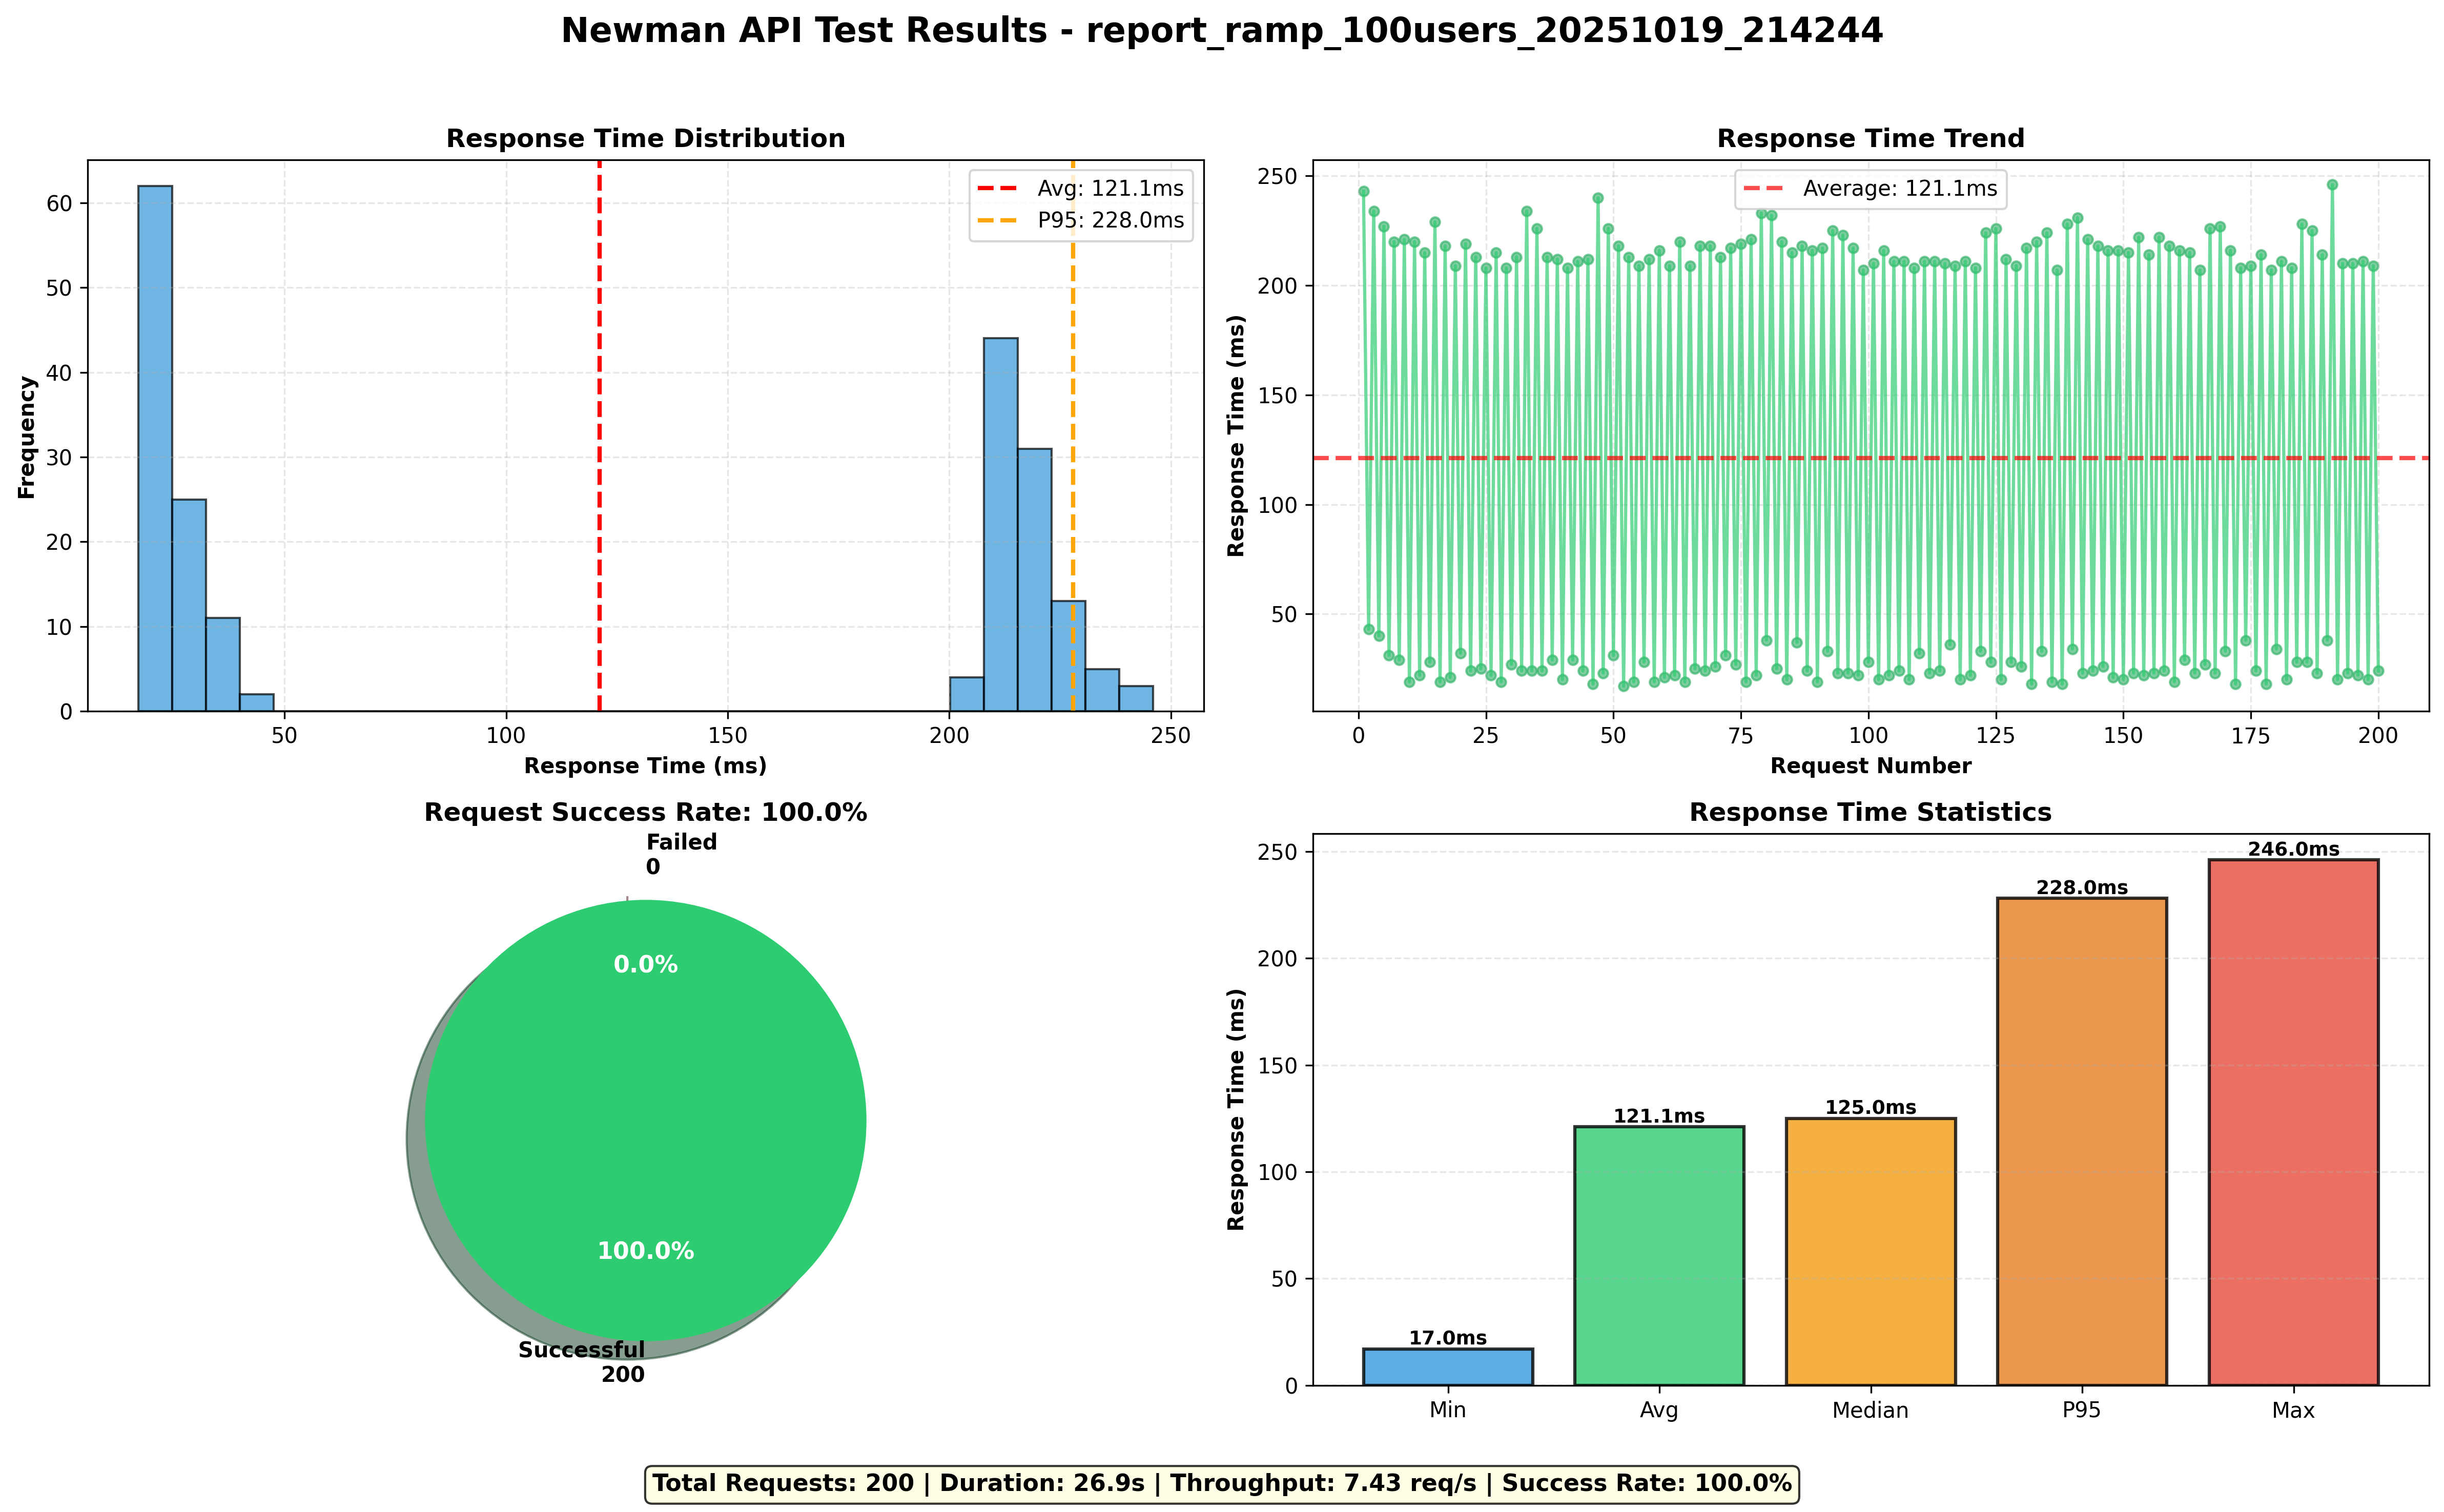 Newman API Test Results - report_ramp_100users_20251019_214244
Response Time Distribution
Frequency
60
50
40
30
20
10
0
Avg: 121.1ms
P95: 228.0ms
50 100 150 200 250
Response Time (ms)
Response Time Trend
Response Time (ms)
250
200
150
100
50
Average: 121.1ms
0 25 50 75 100 125 150 175 200
Request Number
Request Success Rate: 100.0%
Failed
0
0.0%
100.0%
Successful
200
Response Time Statistics
Response Time (ms)
250
200
150
100
50
0
17.0ms
121.1ms
125.0ms
228.0ms
246.0ms
Min Avg Median P95 Max
Total Requests: 200 | Duration: 26.9s | Throughput: 7.43 req/s | Success Rate: 100.0%